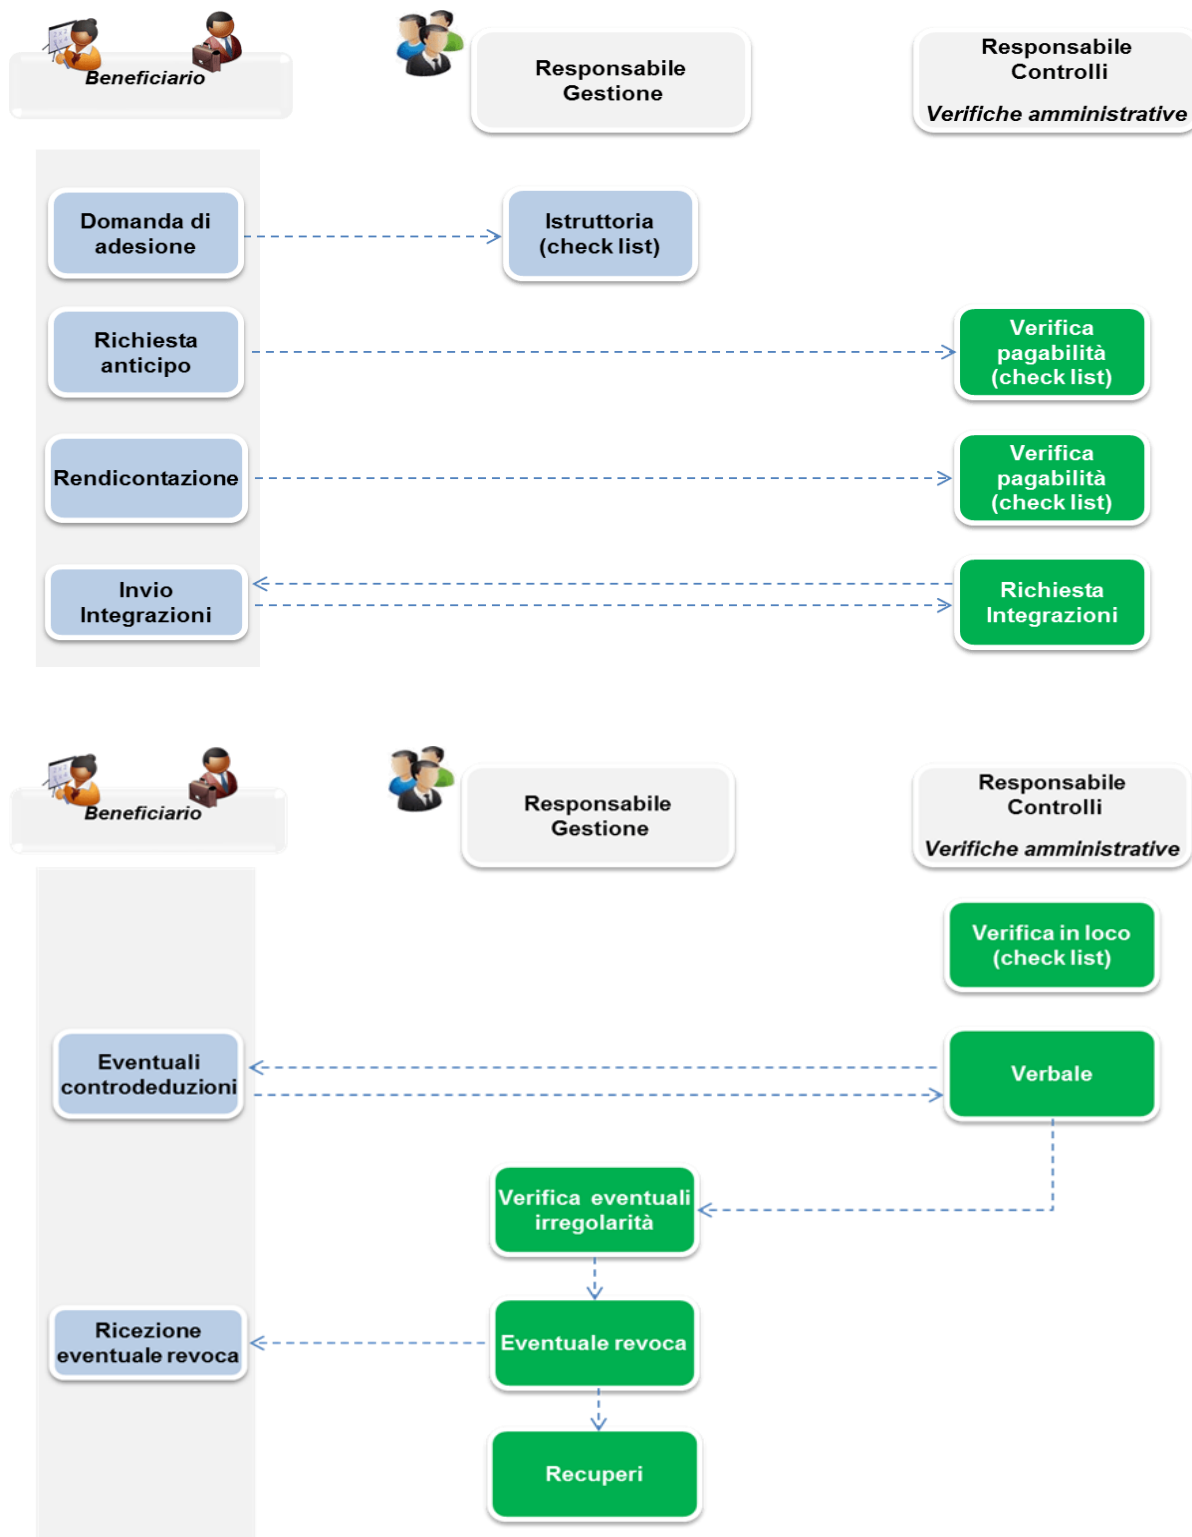 Beneficiario
Responsabile
Gestione
Responsabile
Controlli
Verifiche amministrative
Domanda di
adesione
Istruttoria
(check list)
Richiesta
anticipo
Verifica
pagabilità
(check list)
Rendicontazione
Verifica
pagabilità
(check list)
Invio
Integrazioni
Richiesta
Integrazioni
Beneficiario
Responsabile
Gestione
Responsabile
Controlli
Verifiche amministrative
Verifica in loco
(check list)
Eventuali
controdeduzioni
Verbale
Verifica eventuali
irregolarità
Ricezione
eventuale revoca
Eventuale revoca
Recuperi